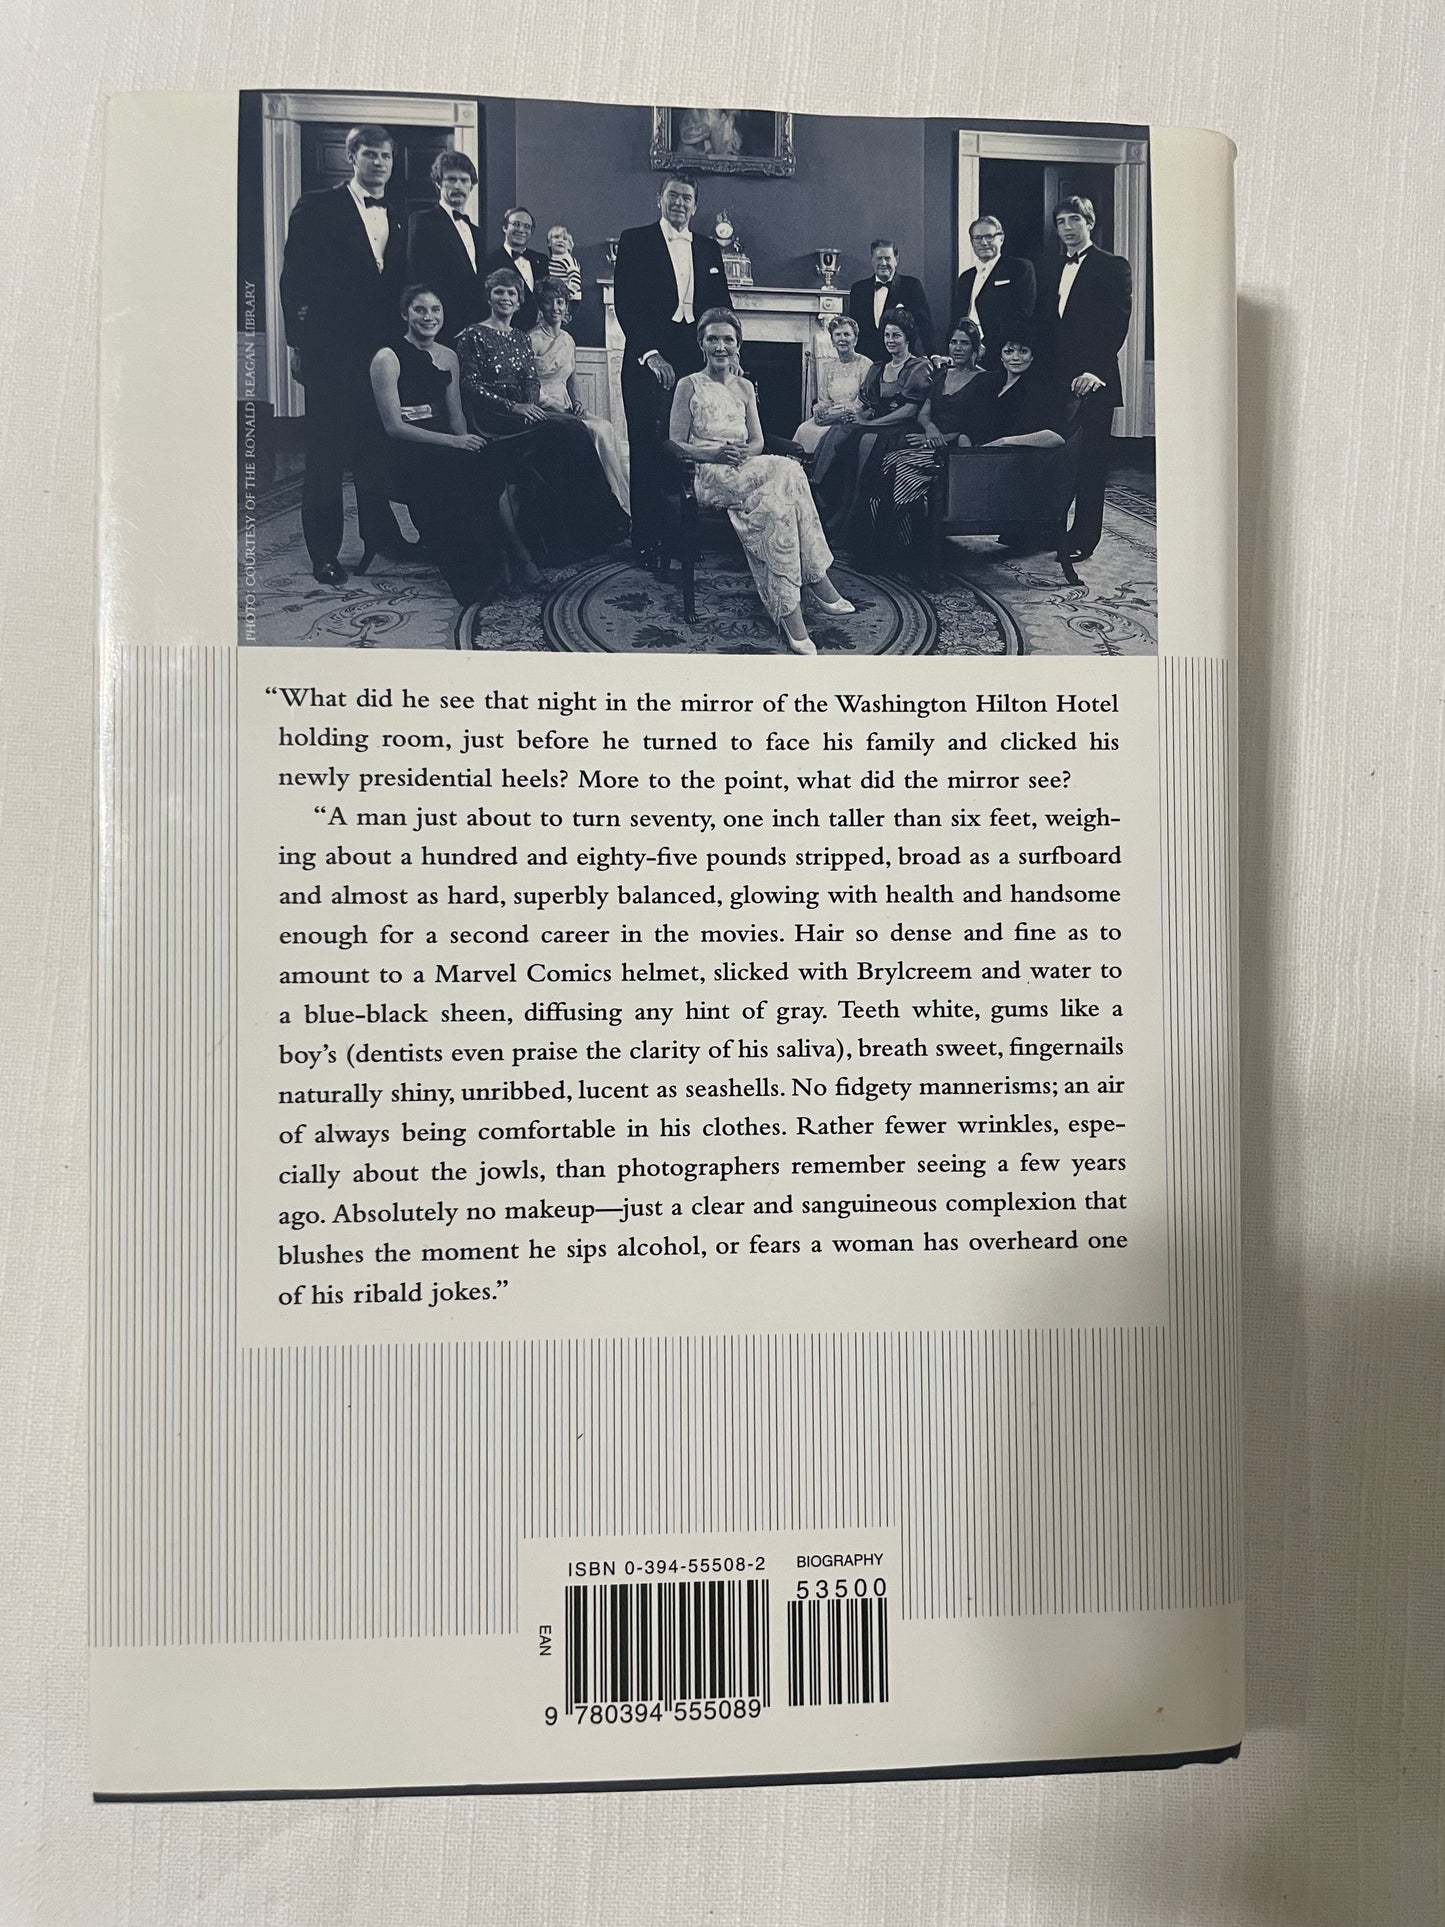 PHOTO COURTESY OF THE RONALD REAGAN LIBRARY
“What did he see that night in the mirror of the Washington Hilton Hotel
holding room, just before he turned to face his family and clicked his
newly presidential heels? More to the point, what did the mirror see?
“A man just about to turn seventy, one inch taller than six feet, weigh-
ing about a hundred and eighty-five pounds stripped, broad as a surfboard
and almost as hard, superbly balanced, glowing with health and handsome
enough for a second career in the movies. Hair so dense and fine as to
amount to a Marvel Comics helmet, slicked with Brylcreem and water to
a blue-black sheen, diffusing any hint of gray. Teeth white, gums like a
boy’s (dentists even praise the clarity of his saliva), breath sweet, fingernails
naturally shiny, unribbed, lucent as seashells. No fidgety mannerisms; an air
of always being comfortable in his clothes. Rather fewer wrinkles, espe-
cially about the jowls, than photographers remember seeing a few years
ago. Absolutely no makeup—just a clear and sanguineous complexion that
blushes the moment he sips alcohol, or fears a woman has overheard one
of his ribald jokes.”
ISBN 0-394-55508-2
BIOGRAPHY
53500
EAN
9 780394 555089